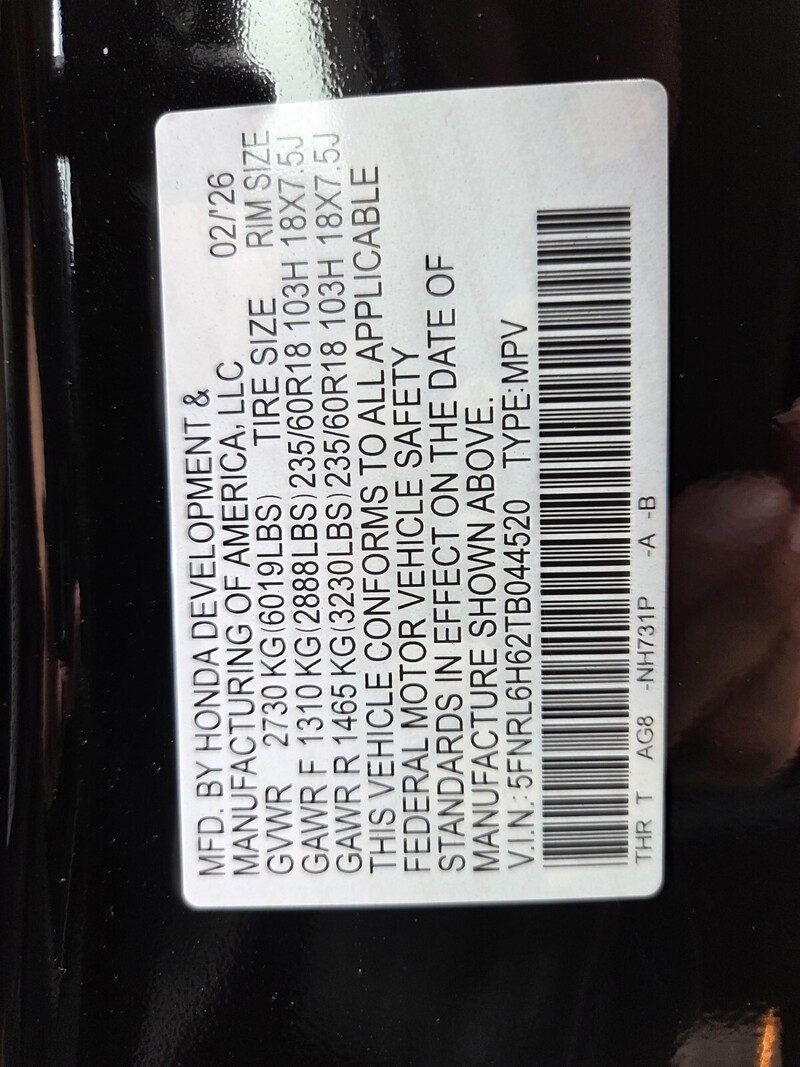 MFD. BY HONDA DEVELOPMENT &
MANUFACTURING OF AMERICA, LLC 02/'26
GVWR 2730 KG(6019LBS) TIRE SIZE RIM SIZE
GAWR F 1310 KG(2888LBS) 235/60R18 103H 18X7.5J
GAWR R 1465 KG(3230LBS) 235/60R18 103H 18X7.5J
THIS VEHICLE CONFORMS TO ALL APPLICABLE
FEDERAL MOTOR VEHICLE SAFETY
STANDARDS IN EFFECT ON THE DATE OF
MANUFACTURE SHOWN ABOVE.
V.I.N.:5FNRL6H62TB044520 TYPE:MPV
THR T AG8 -NH731P -A -B